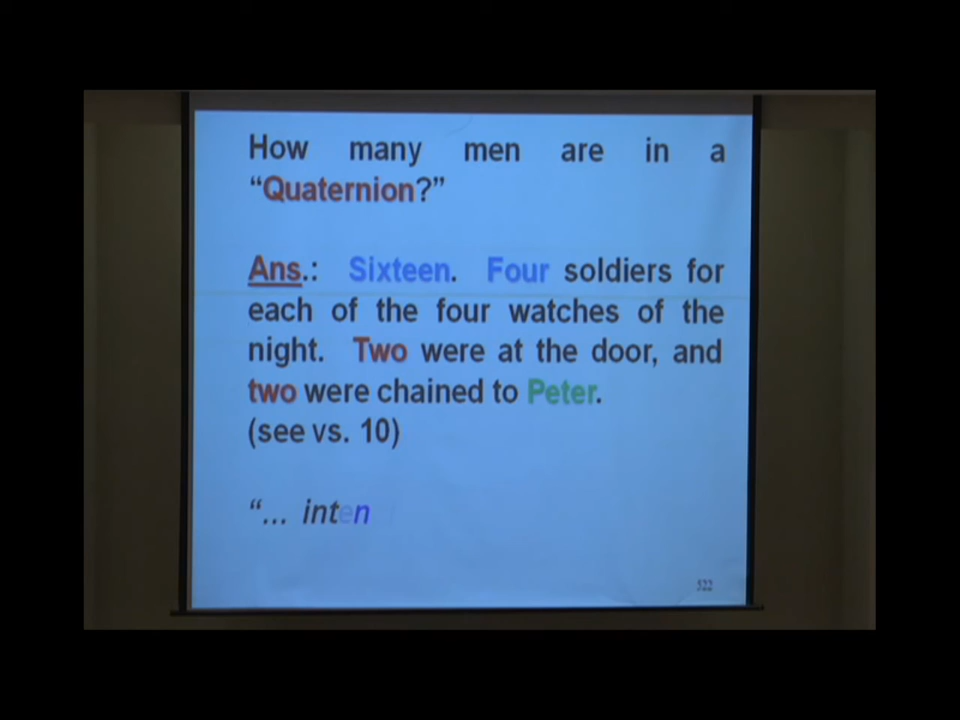 How many men are in a
“Quaternion?”
Ans.: Sixteen. Four soldiers for
each of the four watches of the
night. Two were at the door, and
two were chained to Peter.
(see vs. 10)
“... inten
522